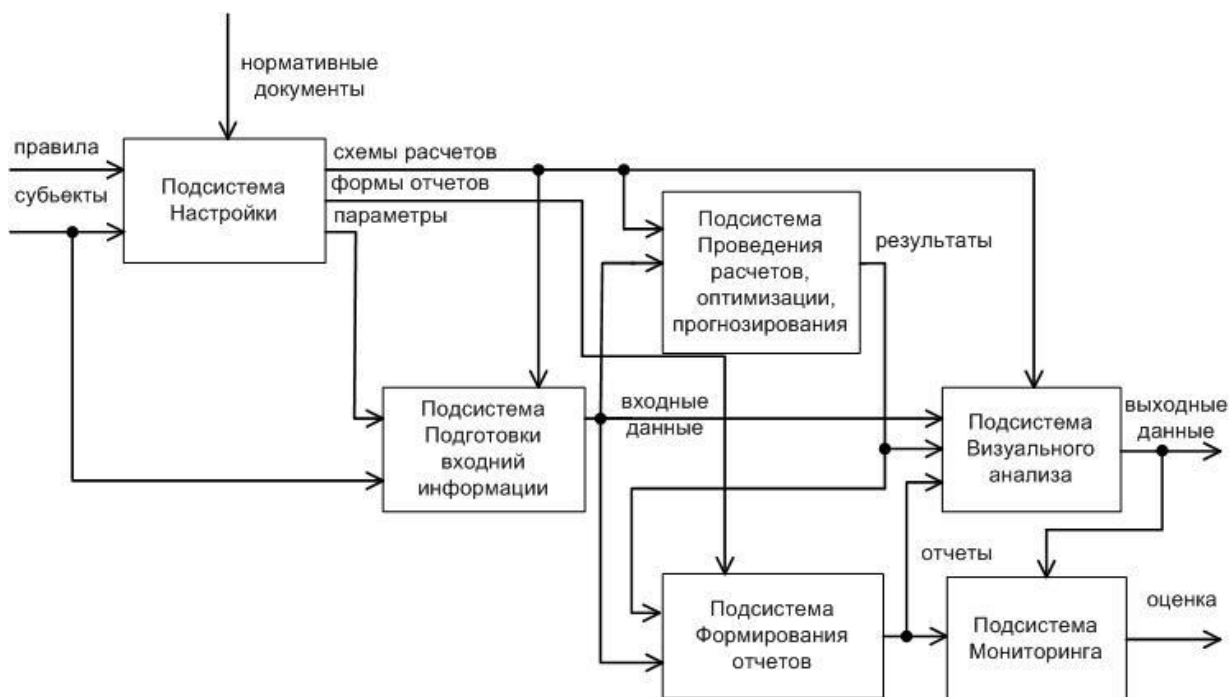 нормативные
документы
правила
субьекты
Подсистема
Настройки
схемы расчетов
формы отчетов
параметры
Подсистема
Проведения
расчетов,
оптимизации,
прогнозирования
результаты
Подсистема
Подготовки
входний
информации
входные
данные
Подсистема
Визуального
анализа
выходные
данные
отчеты
Подсистема
Формирования
отчетов
Подсистема
Мониторинга
оценка